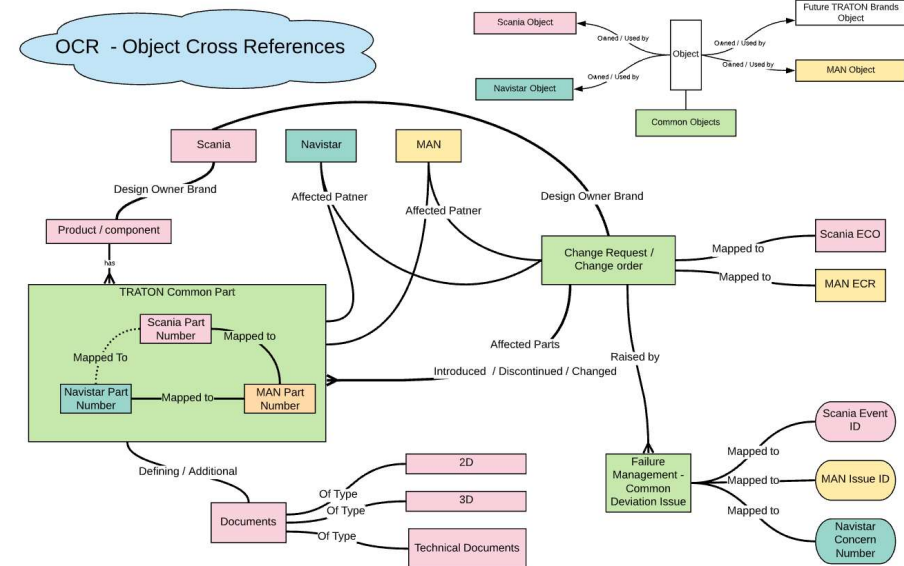 OCR - Object Cross References
Scania Object
Future TRATON Brands
Object
Owned / Used by
Owned / Used by
Object
Owned / Used by
Owned / Used by
Navistar Object
MAN Object
Common Objects
Scania
Navistar
MAN
Design Owner Brand
Affected Patner
Affected Patner
Design Owner Brand
Product / component
has
Change Request /
Change order
Mapped to
Scania ECO
Mapped to
MAN ECR
TRATON Common Part
Scania Part
Number
Mapped To
Mapped to
Navistar Part
Number
Mapped to
MAN Part
Number
Affected Parts
Introduced / Discontinued / Changed
Raised by
Defining / Additional
Documents
Of Type
2D
Of Type
3D
Of Type
Technical Documents
Failure
Management -
Common
Deviation Issue
Mapped to
Scania Event
ID
Mapped to
MAN Issue ID
Mapped to
Navistar
Concern
Number